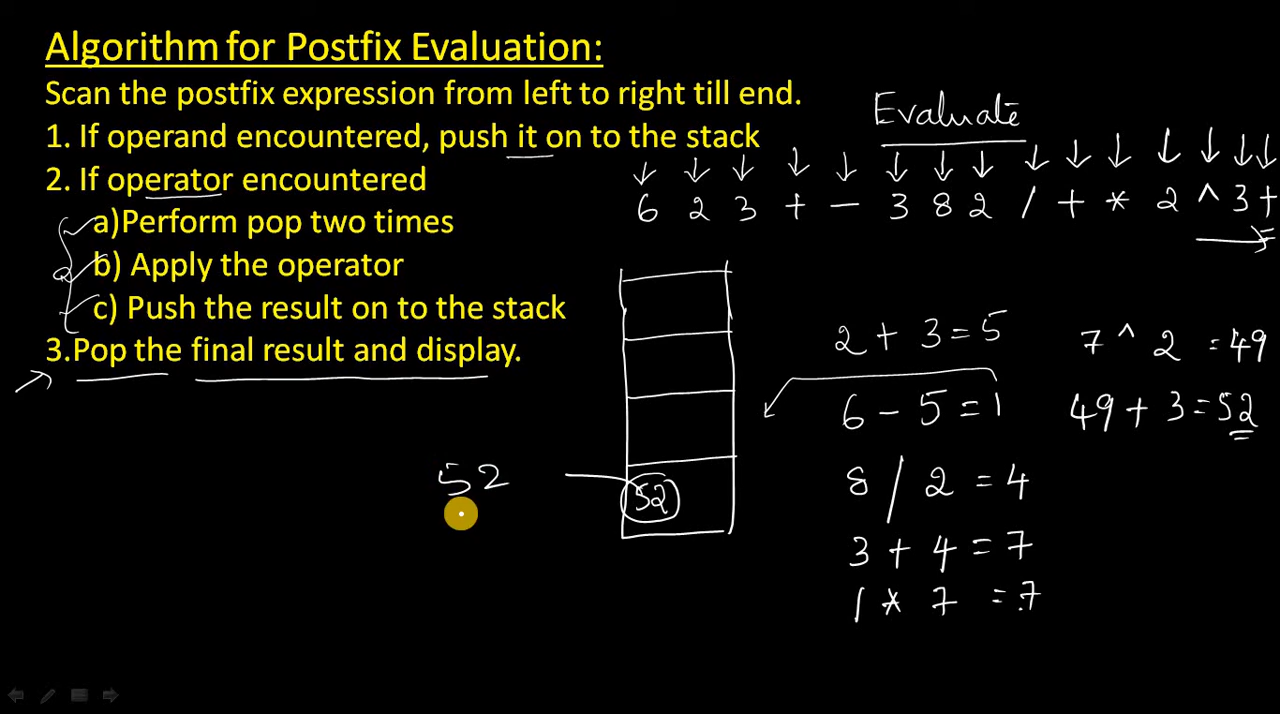 Algorithm for Postfix Evaluation:
Scan the postfix expression from left to right till end.
1. If operand encountered, push it on to the stack
2. If operator encountered
a)Perform pop two times
b) Apply the operator
c) Push the result on to the stack
3.Pop the final result and display.
Evaluate
6 2 3 + - 3 8 2 / + * 2 ^ 3 +
2 + 3 = 5
6 - 5 = 1
8 / 2 = 4
3 + 4 = 7
1 * 7 = 7
7 ^ 2 = 49
49 + 3 = 52
52
52